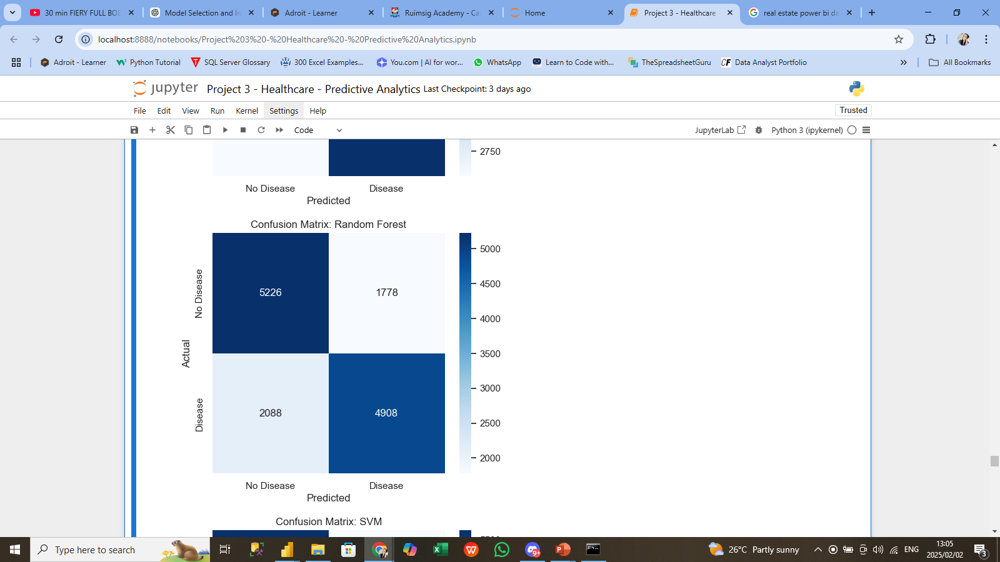 30 min FIERY FULL BOD
Model Selection and In
Adroit - Learner
Ruimsig Academy - Ca
Home
Project 3 - Healthcare
real estate power bi da
localhost:8888/notebooks/Project%203%20-%20Healthcare%20-%20Predictive%20Analytics.ipynb
Adroit - Learner
Python Tutorial
SQL Server Glossary
300 Excel Examples...
You.com | AI for wor...
WhatsApp
Learn to Code with...
TheSpreadsheetGuru
CF Data Analyst Portfolio
All Bookmarks
jupyter Project 3 - Healthcare - Predictive Analytics Last Checkpoint: 3 days ago
File Edit View Run Kernel Settings Help
Trusted
Code
JupyterLab
Python 3 (ipykernel)
2750
No Disease
Disease
Predicted
Confusion Matrix: Random Forest
5000
4500
4000
3500
3000
2500
2000
No Disease
Disease
Actual
5226
1778
2088
4908
No Disease
Disease
Predicted
Confusion Matrix: SVM
Type here to search
9+
26°C Partly sunny
ENG
13:05
2025/02/02
3